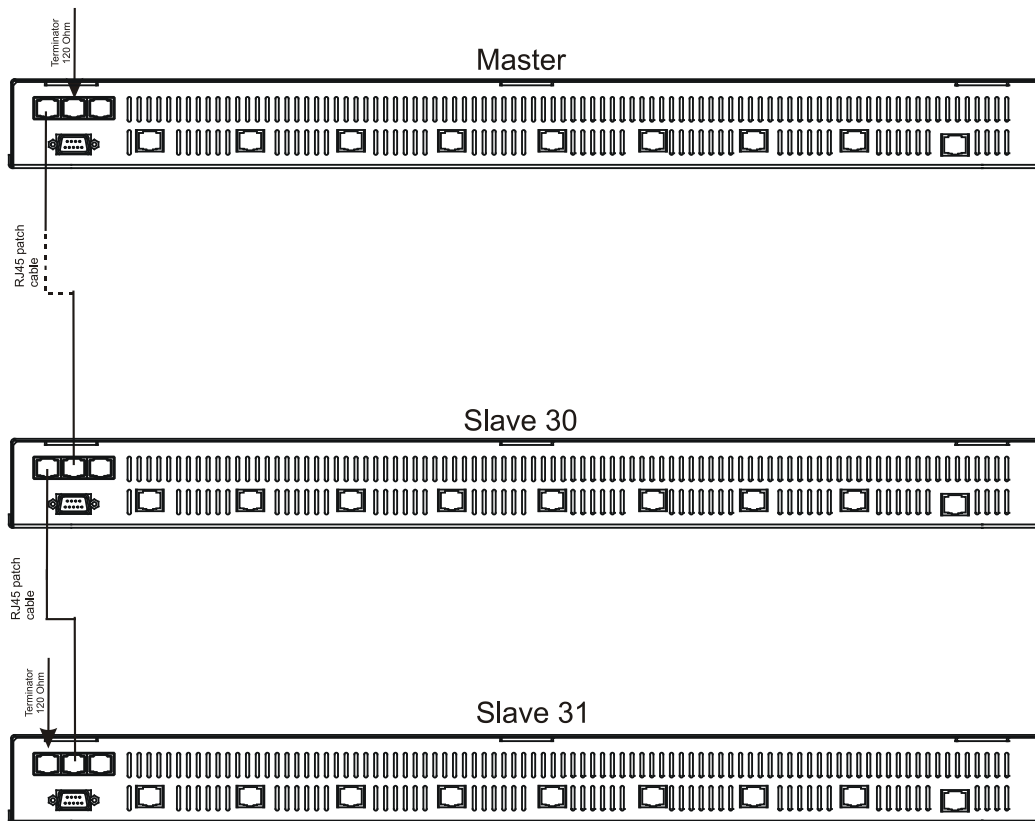 Terminator
120 Ohm
Master
RJ45 patch
cable
Slave 30
RJ45 patch
cable
Terminator
120 Ohm
Slave 31